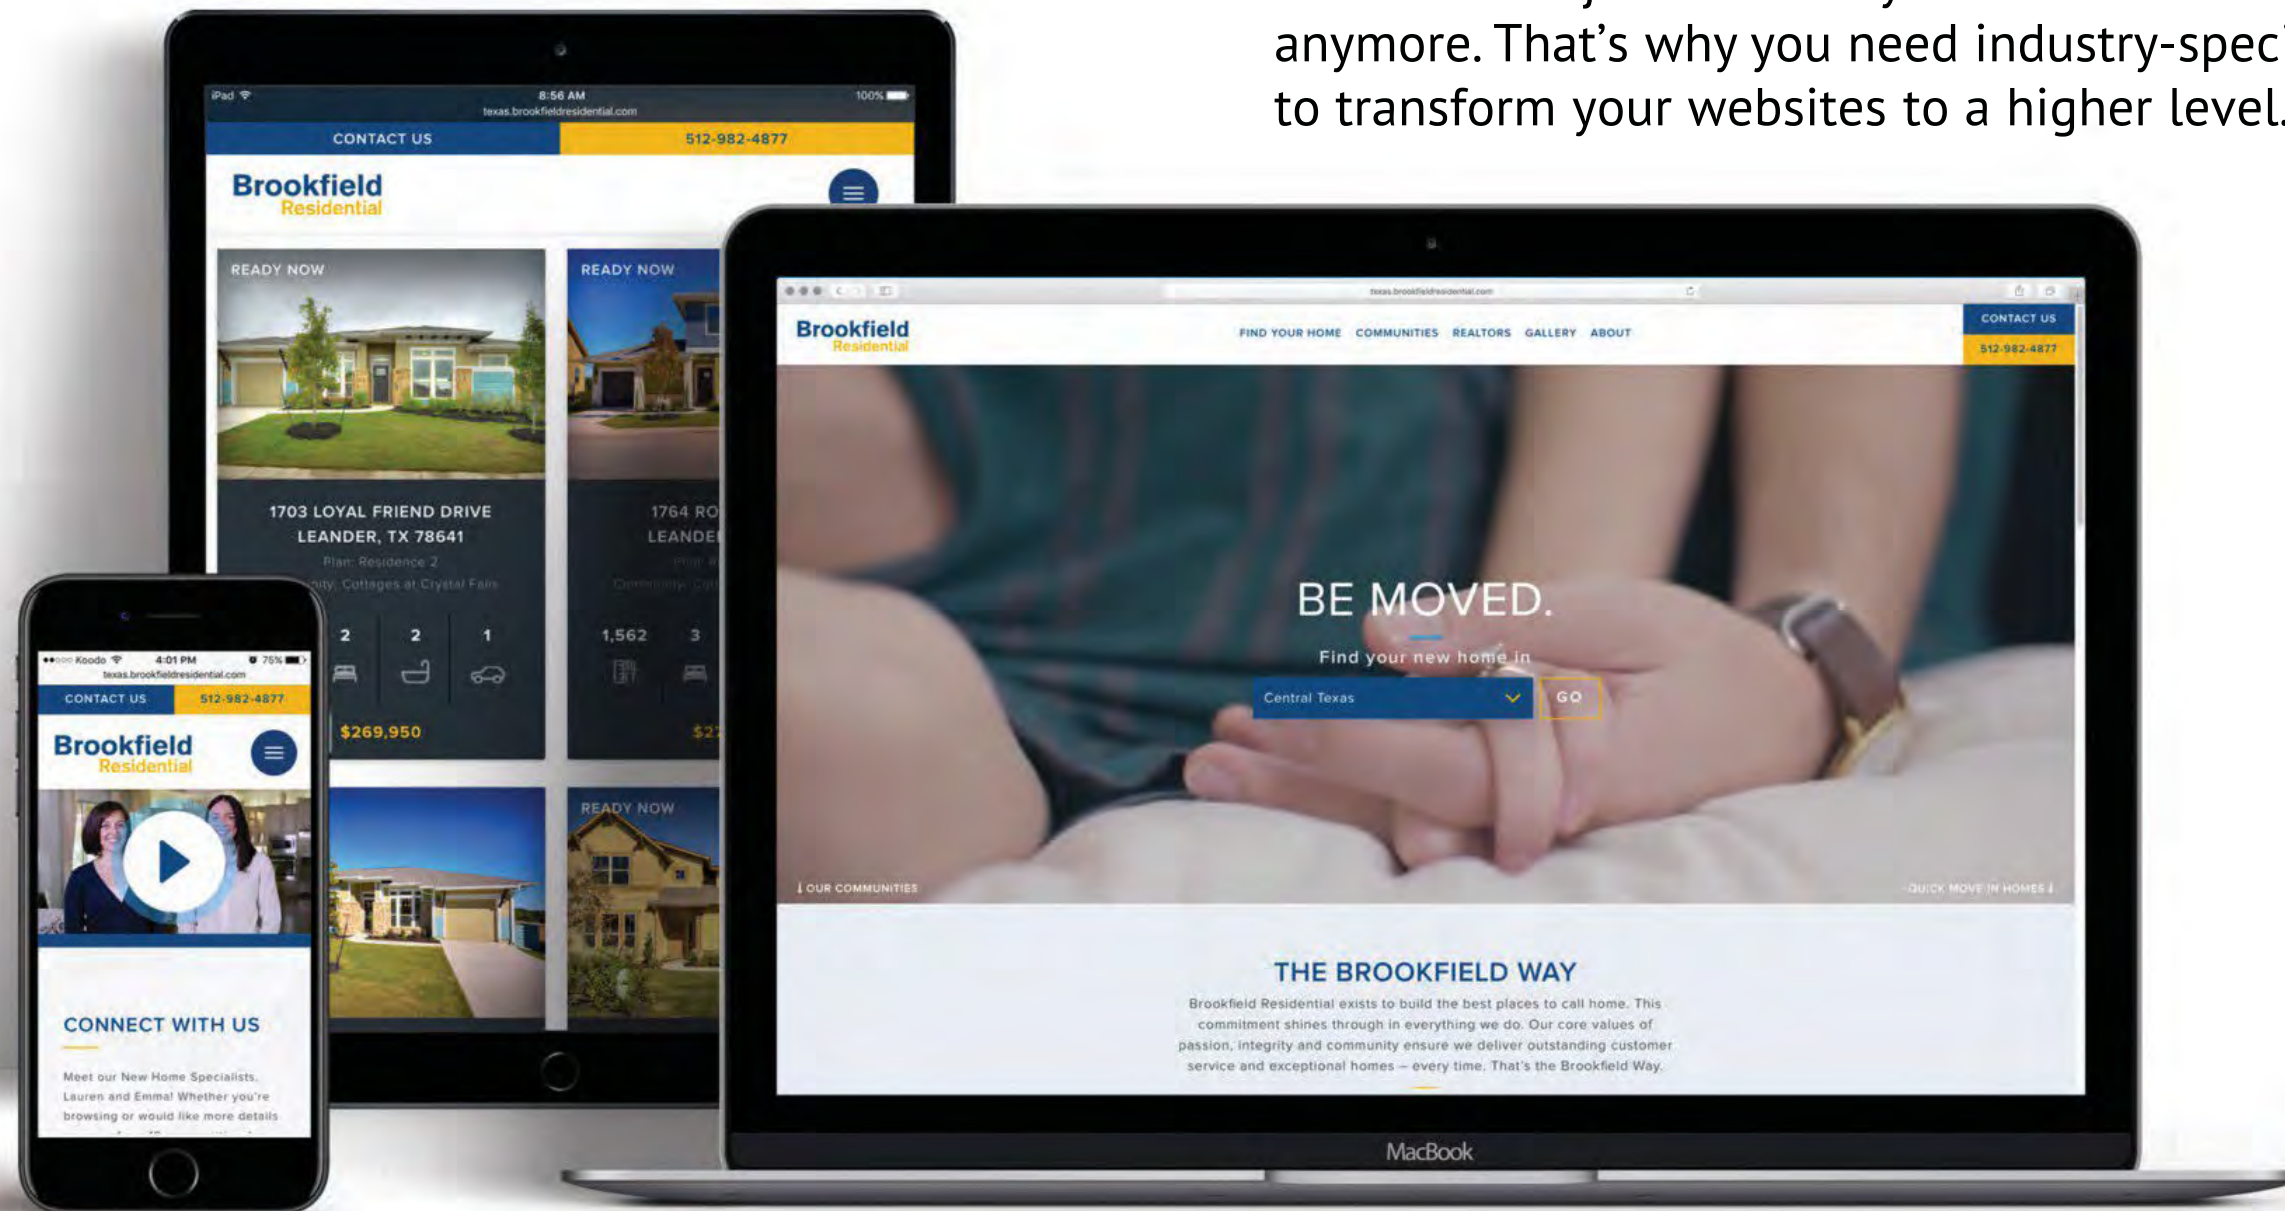 anymore. That's why you need industry-spec
to transform your websites to a higher level.
iPad 8:56 AM 100%
texas.brookfieldresidential.com
CONTACT US 512-982-4877
Brookfield
Residential
READY NOW
1703 LOYAL FRIEND DRIVE
LEANDER, TX 78641
Plan: Residence 2
Cottages at Crystal Falls
2 2 1
$269,950
READY NOW
1764 RO
LEANDE
1,562 3
$27
READY NOW
Koodo 4:01 PM 75%
texas.brookfieldresidential.com
CONTACT US 512-982-4877
Brookfield
Residential
CONNECT WITH US
Meet our New Home Specialists,
Lauren and Emma! Whether you're
browsing or would like more details
texas.brookfieldresidential.com
Brookfield
Residential
FIND YOUR HOME COMMUNITIES REALTORS GALLERY ABOUT
CONTACT US
512-982-4877
BE MOVED.
Find your new home in
Central Texas GO
OUR COMMUNITIES
QUICK MOVE IN HOMES
THE BROOKFIELD WAY
Brookfield Residential exists to build the best places to call home. This
commitment shines through in everything we do. Our core values of
passion, integrity and community ensure we deliver outstanding customer
service and exceptional homes – every time. That's the Brookfield Way.
MacBook